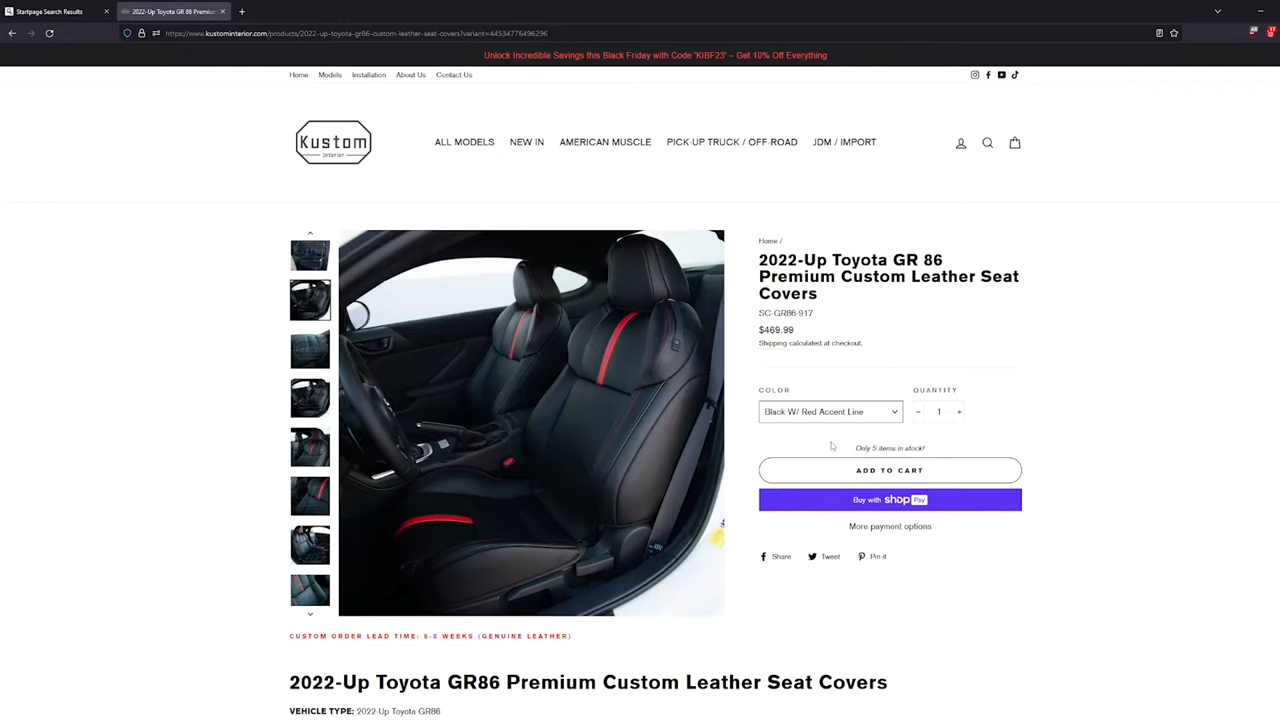 Startpage Search Results
2022-Up Toyota GR 86 Premium
https://www.kustominterior.com/products/2022-up-toyota-gr86-custom-leather-seat-covers?variant=44534776496296
Unlock Incredible Savings this Black Friday with Code 'KIBF23' – Get 10% Off Everything
Home Models Installation About Us Contact Us
Kustom
interior
ALL MODELS NEW IN AMERICAN MUSCLE PICK-UP TRUCK / OFF-ROAD JDM / IMPORT
Home /
2022-Up Toyota GR 86
Premium Custom Leather Seat
Covers
SC-GR86-917
$469.99
Shipping calculated at checkout.
COLOR QUANTITY
Black W/ Red Accent Line − 1 +
Only 5 items in stock!
ADD TO CART
Buy with shop Pay
More payment options
Share Tweet Pin it
CUSTOM ORDER LEAD TIME: 6-8 WEEKS (GENUINE LEATHER)
2022-Up Toyota GR86 Premium Custom Leather Seat Covers
VEHICLE TYPE: 2022-Up Toyota GR86